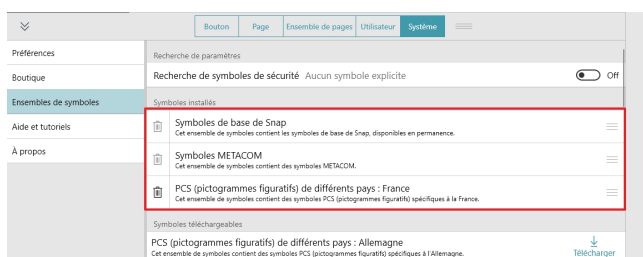 Bouton Page Ensemble de pages Utilisateur Système
Préférences
Boutique
Ensembles de symboles
Aide et tutoriels
À propos
Recherche de paramètres
Recherche de symboles de sécurité Aucun symbole explicite Off
Symboles installés
Symboles de base de Snap
Cet ensemble de symboles contient les symboles de base de Snap, disponibles en permanence.
Symboles METACOM
Cet ensemble de symboles contient des symboles METACOM.
PCS (pictogrammes figuratifs) de différents pays : France
Cet ensemble de symboles contient des symboles PCS (pictogrammes figuratifs) spécifiques à la France.
Symboles téléchargeables
PCS (pictogrammes figuratifs) de différents pays : Allemagne
Cet ensemble de symboles contient des symboles PCS (pictogrammes figuratifs) spécifiques à l'Allemagne.
Télécharger